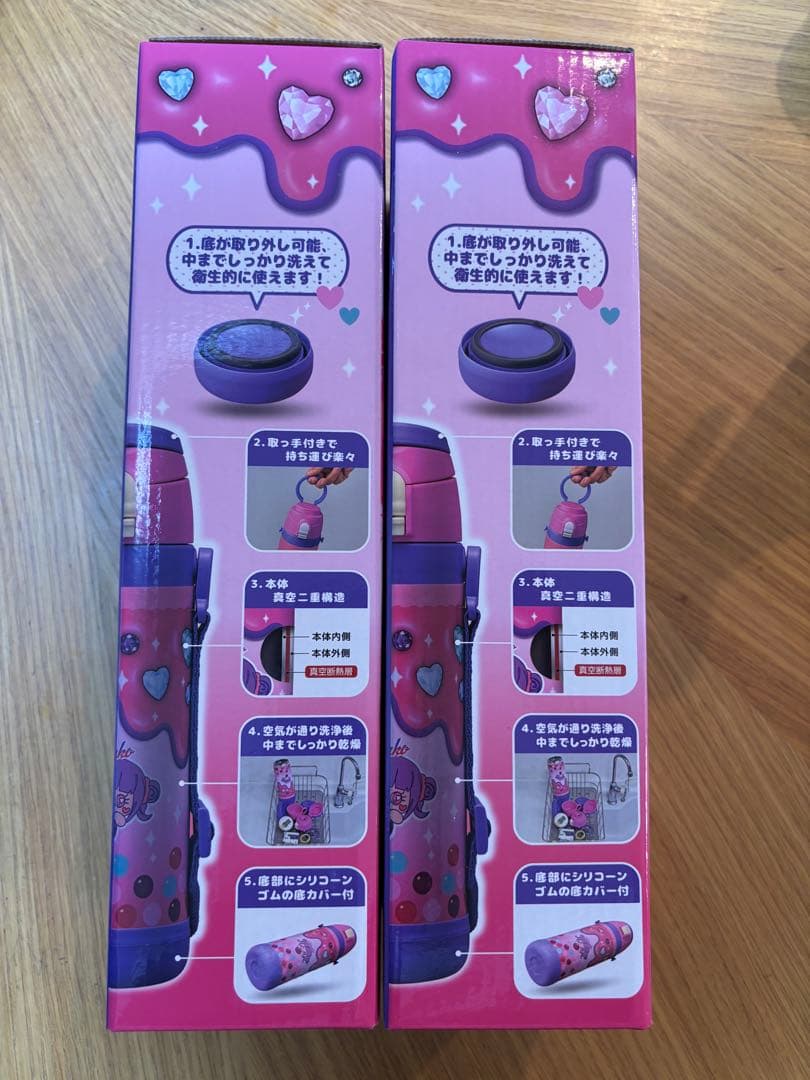 1.底が取り外し可能、
中までしっかり洗えて
衛生的に使えます！
2.取っ手付きで
持ち運び楽々
3.本体
真空二重構造
本体内側
本体外側
真空断熱層
4.空気が通り洗浄後
中までしっかり乾燥
5.底部にシリコーン
ゴムの底カバー付
1.底が取り外し可能、
中までしっかり洗えて
衛生的に使えます！
2.取っ手付きで
持ち運び楽々
3.本体
真空二重構造
本体内側
本体外側
真空断熱層
4.空気が通り洗浄後
中までしっかり乾燥
5.底部にシリコーン
ゴムの底カバー付